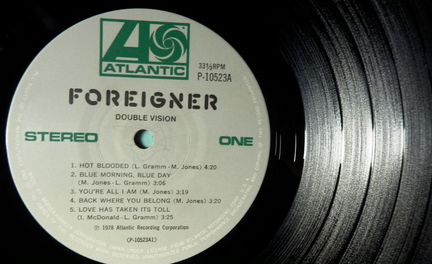 ATLANTIC
33⅓RPM
P-10523A
FOREIGNER
DOUBLE VISION
STEREO ONE
1. HOT BLOODED (L. Gramm-M. Jones) 4:20
2. BLUE MORNING, BLUE DAY
(M. Jones-L. Gramm) 3:06
3. YOU'RE ALL I AM (M. Jones) 3:19
4. BACK WHERE YOU BELONG (M. Jones) 3:20
5. LOVE HAS TAKEN ITS TOLL
(I. McDonald-L. Gramm) 3:25
Ⓟ 1978 Atlantic Recording Corporation
(P-10523A1)